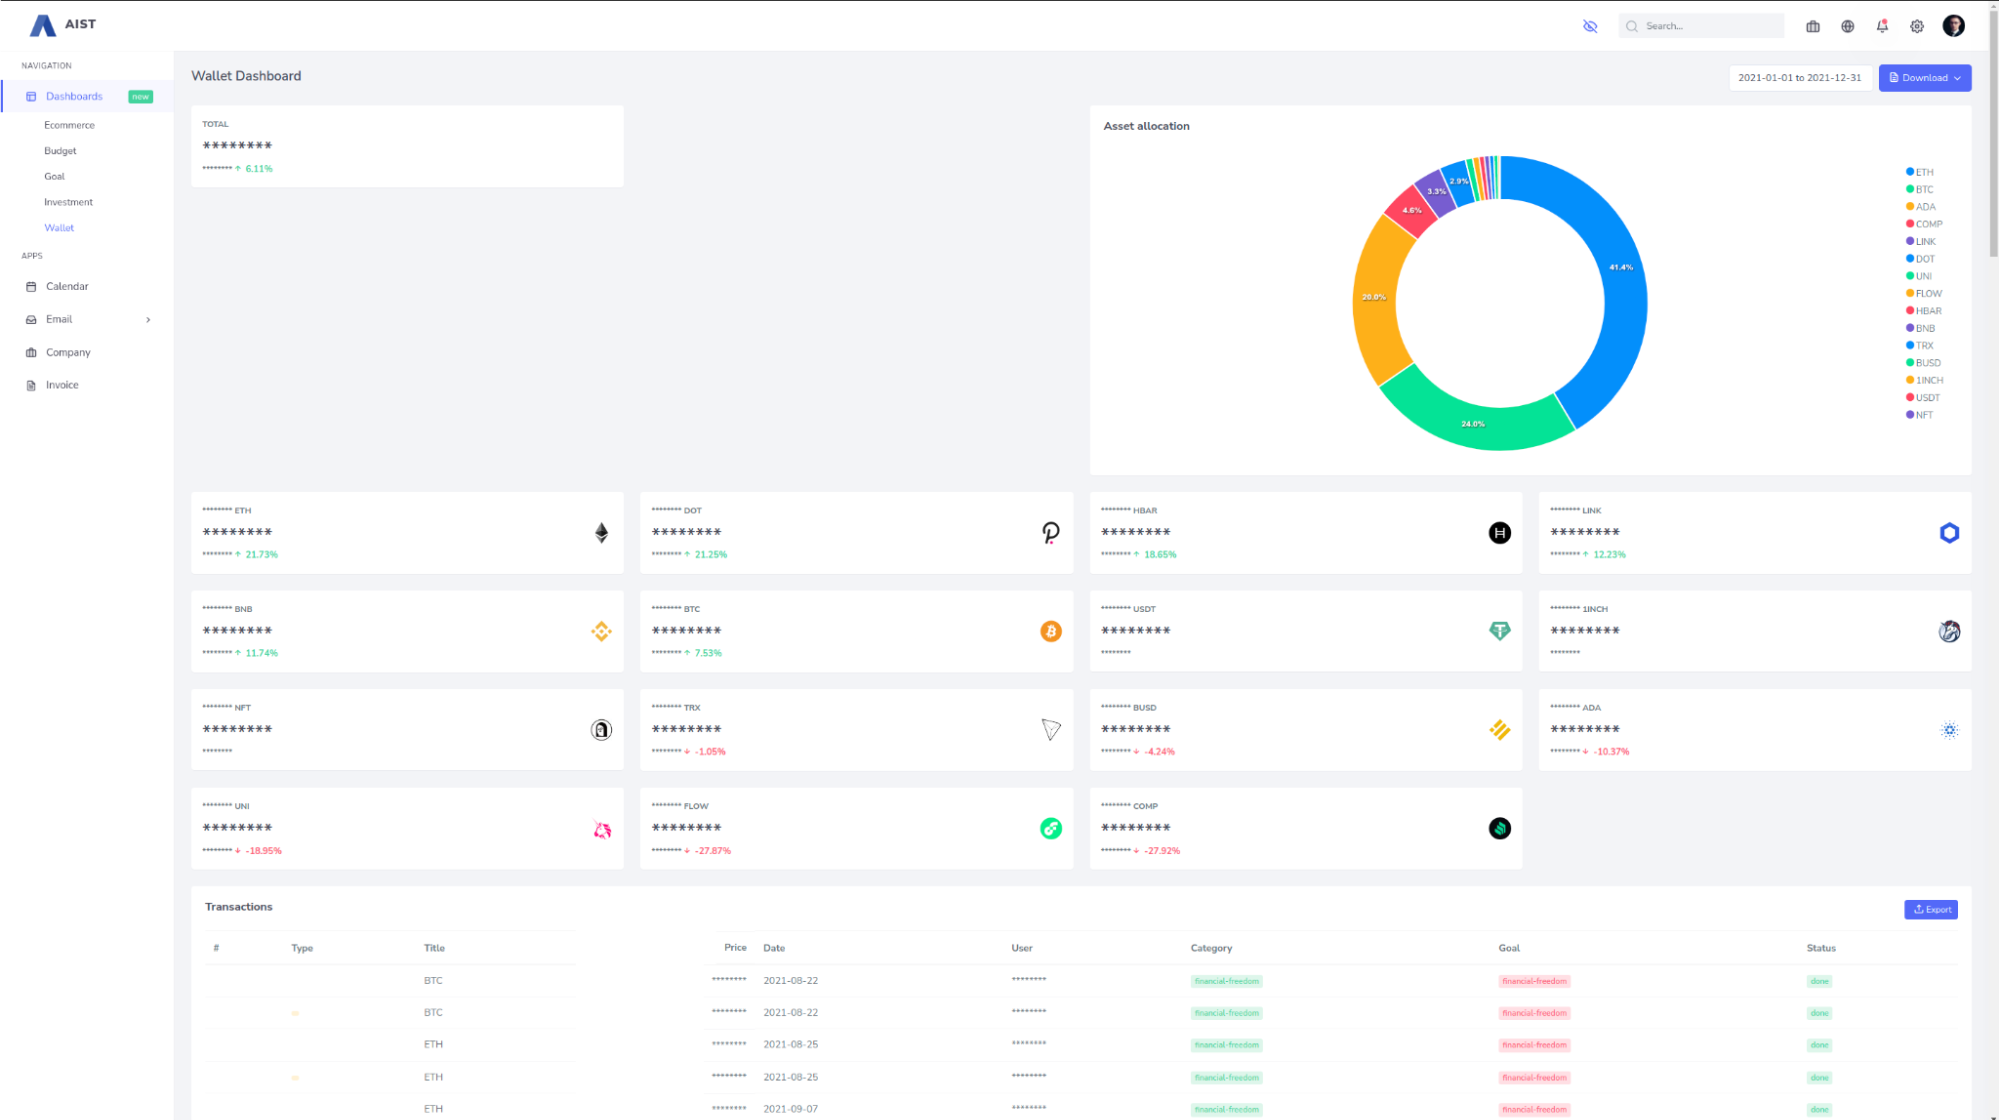 AIST
Search...
NAVIGATION
Dashboards new
Ecommerce
Budget
Goal
Investment
Wallet
APPS
Calendar
Email
Company
Invoice
Wallet Dashboard
2021-01-01 to 2021-12-31
Download
TOTAL
********
******** ↑ 6.11%
Asset allocation
41.4%
24.0%
20.0%
4.6%
3.3%
2.9%
ETH
BTC
ADA
COMP
LINK
DOT
UNI
FLOW
HBAR
BNB
TRX
BUSD
1INCH
USDT
NFT
******** ETH
********
******** ↑ 21.73%
******** DOT
********
******** ↑ 21.25%
******** HBAR
********
******** ↑ 18.65%
******** LINK
********
******** ↑ 12.23%
******** BNB
********
******** ↑ 11.74%
******** BTC
********
******** ↑ 7.53%
******** USDT
********
********
******** 1INCH
********
********
******** NFT
********
********
******** TRX
********
******** ↓ -1.05%
******** BUSD
********
******** ↓ -4.24%
******** ADA
********
******** ↓ -10.37%
******** UNI
********
******** ↓ -18.95%
******** FLOW
********
******** ↓ -27.87%
******** COMP
********
******** ↓ -27.92%
Transactions
Export
# Type Title Price Date User Category Goal Status
BTC ******** 2021-08-22 ******** financial-freedom financial-freedom done
BTC ******** 2021-08-22 ******** financial-freedom financial-freedom done
ETH ******** 2021-08-25 ******** financial-freedom financial-freedom done
ETH ******** 2021-08-25 ******** financial-freedom financial-freedom done
ETH ******** 2021-09-07 ******** financial-freedom financial-freedom done